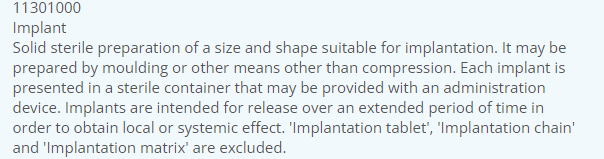 11301000
Implant
Solid sterile preparation of a size and shape suitable for implantation. It may be
prepared by moulding or other means other than compression. Each implant is
presented in a sterile container that may be provided with an administration
device. Implants are intended for release over an extended period of time in
order to obtain local or systemic effect. 'Implantation tablet', 'Implantation chain'
and 'Implantation matrix' are excluded.